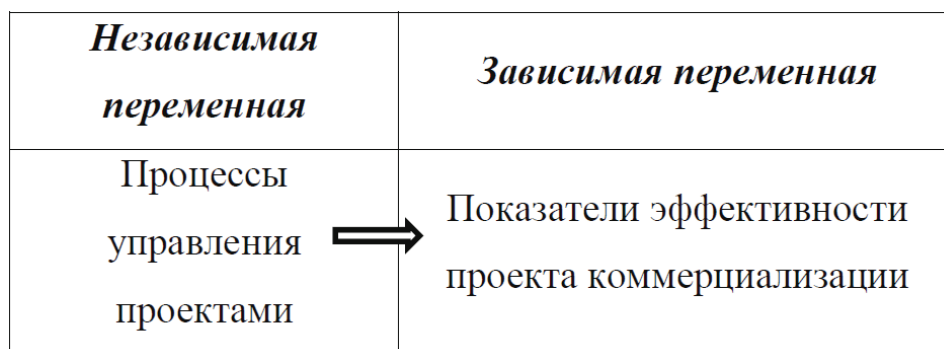 Независимая
переменная
Зависимая переменная
Процессы
управления
проектами
Показатели эффективности
проекта коммерциализации